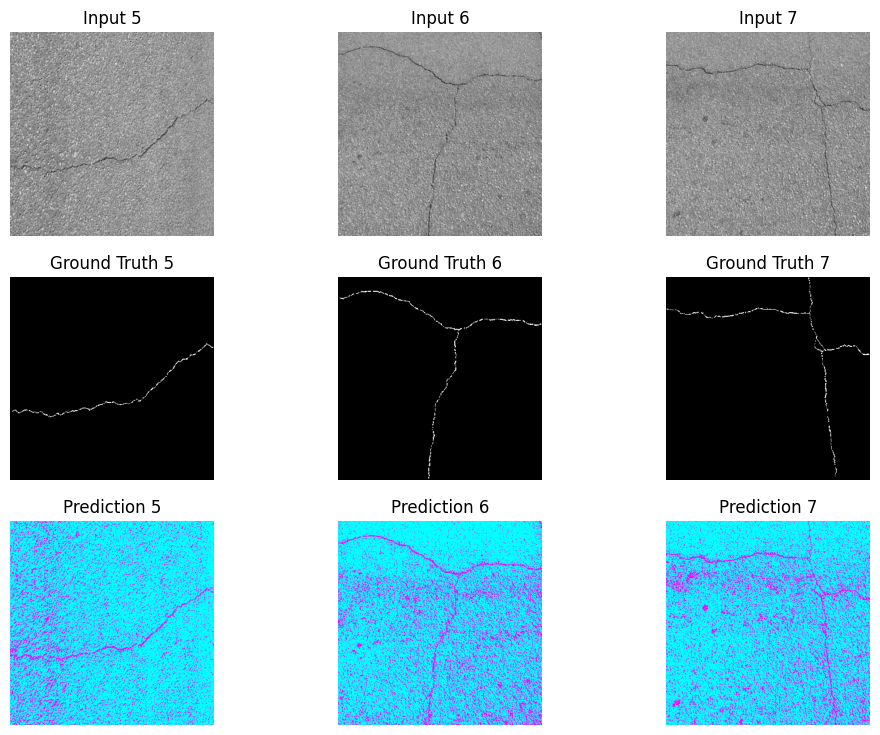 Input 5
Input 6
Input 7
Ground Truth 5
Ground Truth 6
Ground Truth 7
Prediction 5
Prediction 6
Prediction 7